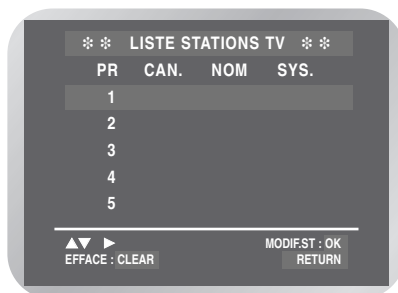 ❄ ❄ LISTE STATIONS TV ❄ ❄
PR CAN. NOM SYS.
1
2
3
4
5
▲▼ ► MODIF.ST : OK
EFFACE : CLEAR RETURN